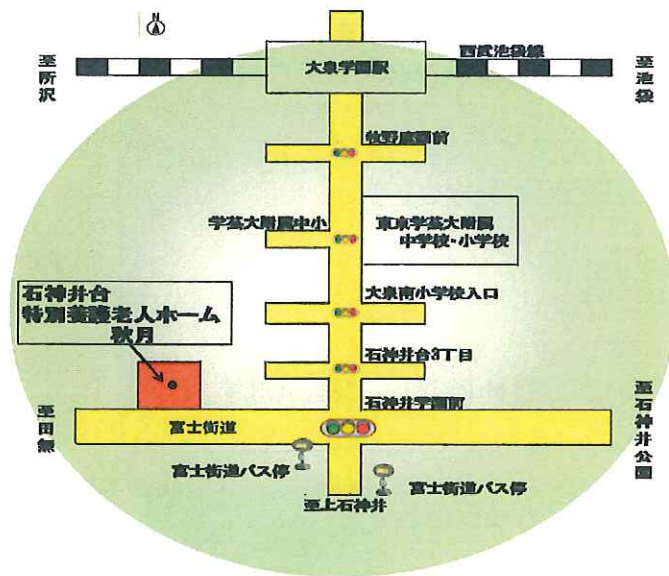 N
至所沢
西武池袋線
至池袋
大泉学園駅
牧野庭園前
学芸大附属中小
東京学芸大附属
中学校・小学校
石神井台
特別養護老人ホーム
秋月
大泉南小学校入口
石神井台3丁目
石神井学園前
至田無
富士街道
至石神井公園
富士街道バス停
富士街道バス停
至上石神井